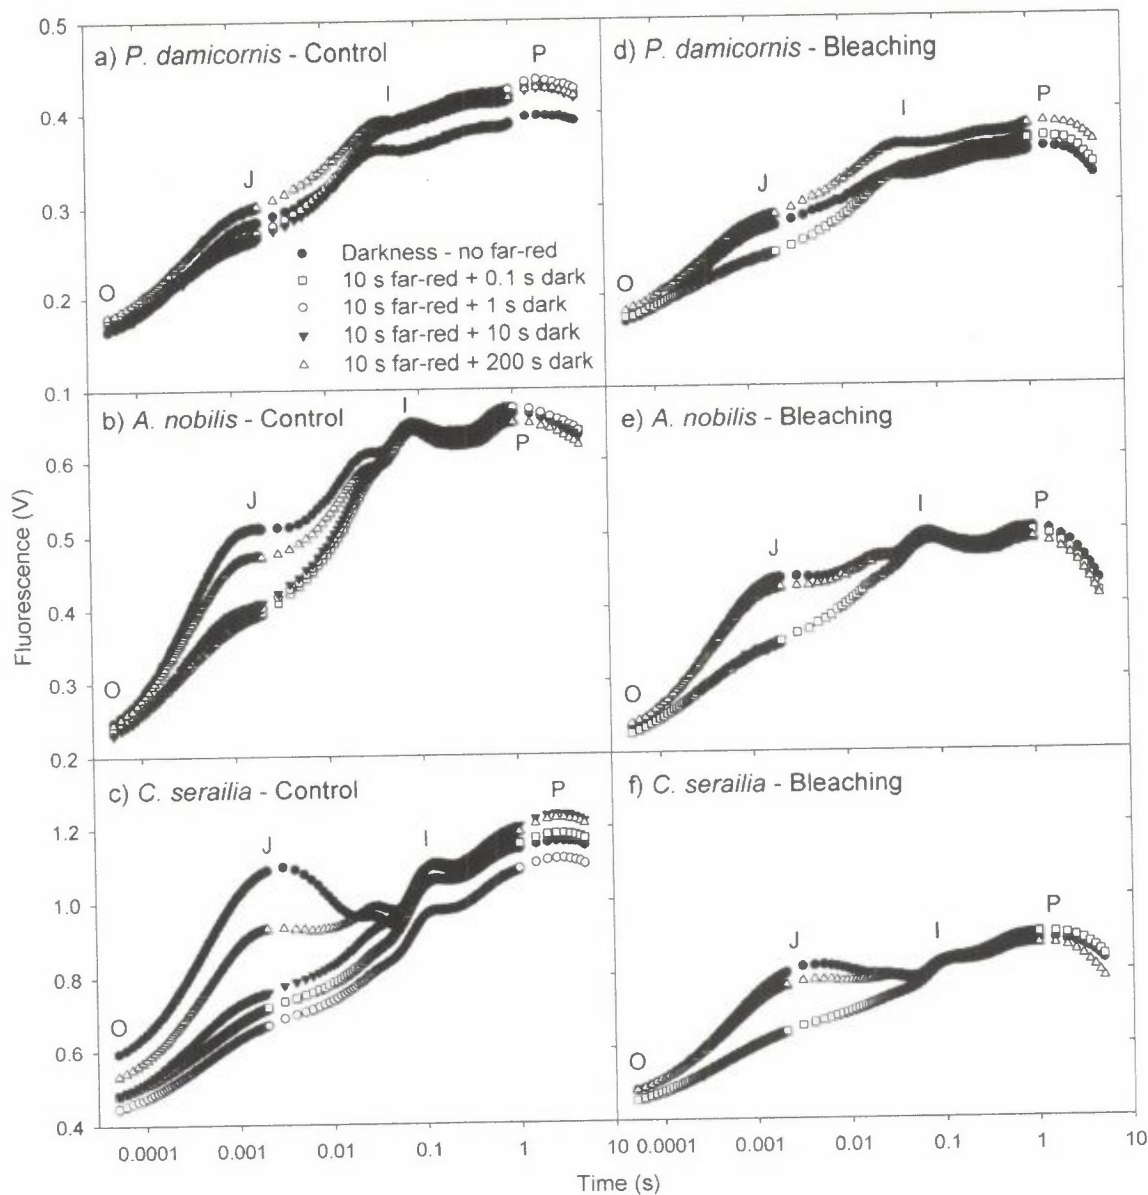 0.5
a) P. damicornis - Control
P
d) P. damicornis - Bleaching
0.4
I
I
P
J
J
0.3
Darkness - no far-red
10 s far-red + 0.1 s dark
O
O
0.2
10 s far-red + 1 s dark
10 s far-red + 10 s dark
10 s far-red + 200 s dark
0.1
b) A. nobilis - Control
I
e) A. nobilis - Bleaching
P
0.6
J
I
P
0.5
J
Fluorescence (V)
0.4
O
O
0.3
0.2
c) C. serailia - Control
P
f) C. serailia - Bleaching
1.2
J
I
1.0
J
I
P
0.8
O
O
0.6
0.4
0.0001 0.001 0.01 0.1 1 10 0.0001 0.001 0.01 0.1 1 10
Time (s)